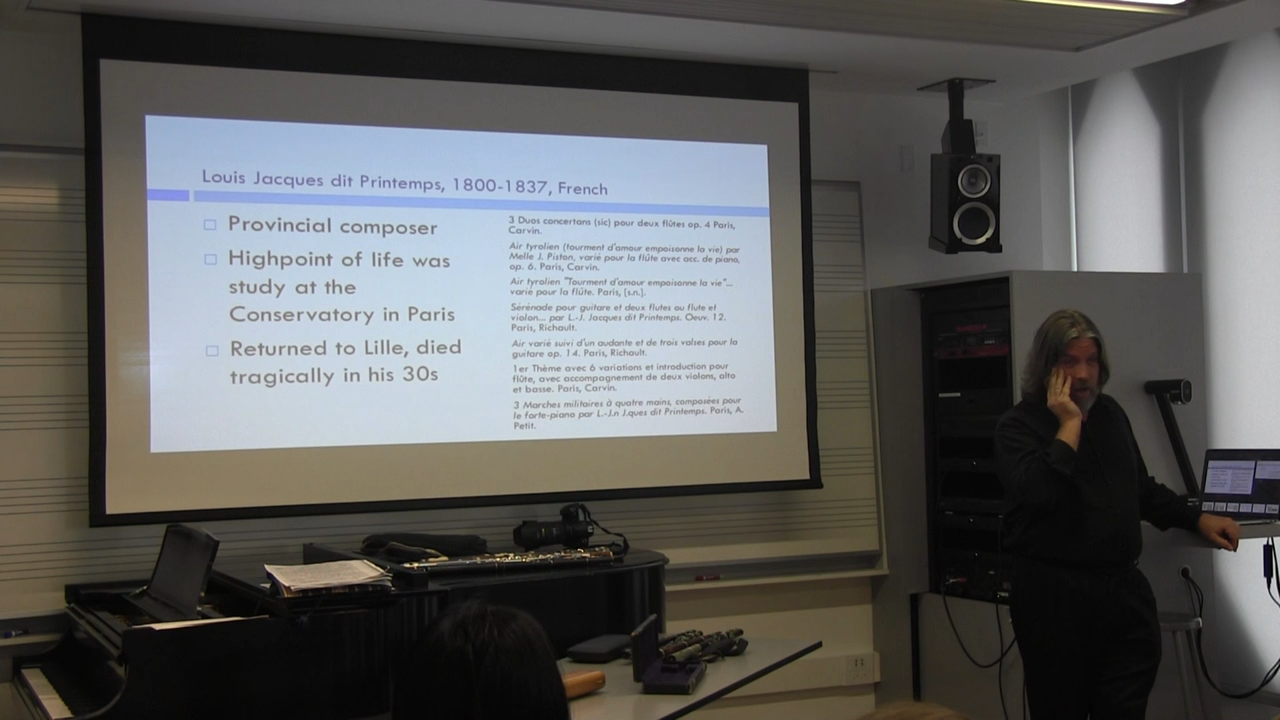 Louis Jacques dit Printemps, 1800-1837, French
Provincial composer
Highpoint of life was
study at the
Conservatory in Paris
Returned to Lille, died
tragically in his 30s
3 Duos concertans (sic) pour deux flûtes op. 4 Paris,
Carvin.
Air tyrolien (tourment d'amour empoisonne la vie) par
Melle J. Piston, varié pour la flûte avec acc. de piano,
op. 6. Paris, Carvin.
Air tyrolien "Tourment d'amour empoisonne la vie"...
varié pour la flûte. Paris, [s.n.].
Sérénade pour guitare et deux flutes ou flute et
violon... par L.-J. Jacques dit Printemps. Oeuv. 12.
Paris, Richault.
Air varié suivi d'un andante et de trois valses pour la
guitare op. 14. Paris, Richault.
1er Thème avec 6 variations et introduction pour
flûte, avec accompagnement de deux violons, alto
et basse. Paris, Carvin.
3 Marches militaires à quatre mains, composées pour
le forte-piano par L.-J.n J.ques dit Printemps. Paris, A.
Petit.